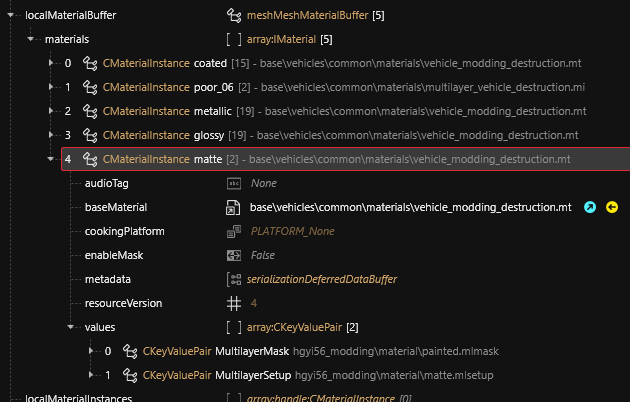 localMaterialBuffer meshMeshMaterialBuffer [5]
materials [ ] array:IMaterial [5]
0 CMaterialInstance coated [15] - base\vehicles\common\materials\vehicle_modding_destruction.mt
1 CMaterialInstance poor_06 [2] - base\vehicles\common\materials\multilayer_vehicle_destruction.mi
2 CMaterialInstance metallic [19] - base\vehicles\common\materials\vehicle_modding_destruction.mt
3 CMaterialInstance glossy [19] - base\vehicles\common\materials\vehicle_modding_destruction.mt
4 CMaterialInstance matte [2] - base\vehicles\common\materials\vehicle_modding_destruction.mt
audioTag abc None
baseMaterial base\vehicles\common\materials\vehicle_modding_destruction.mt
cookingPlatform PLATFORM_None
enableMask False
metadata serializationDeferredDataBuffer
resourceVersion # 4
values [ ] array:CKeyValuePair [2]
0 CKeyValuePair MultilayerMask hgyi56_modding\material\painted.mlmask
1 CKeyValuePair MultilayerSetup hgyi56_modding\material\matte.mlsetup
localMaterialInstances [ ] array:handle:CMaterialInstance [0]